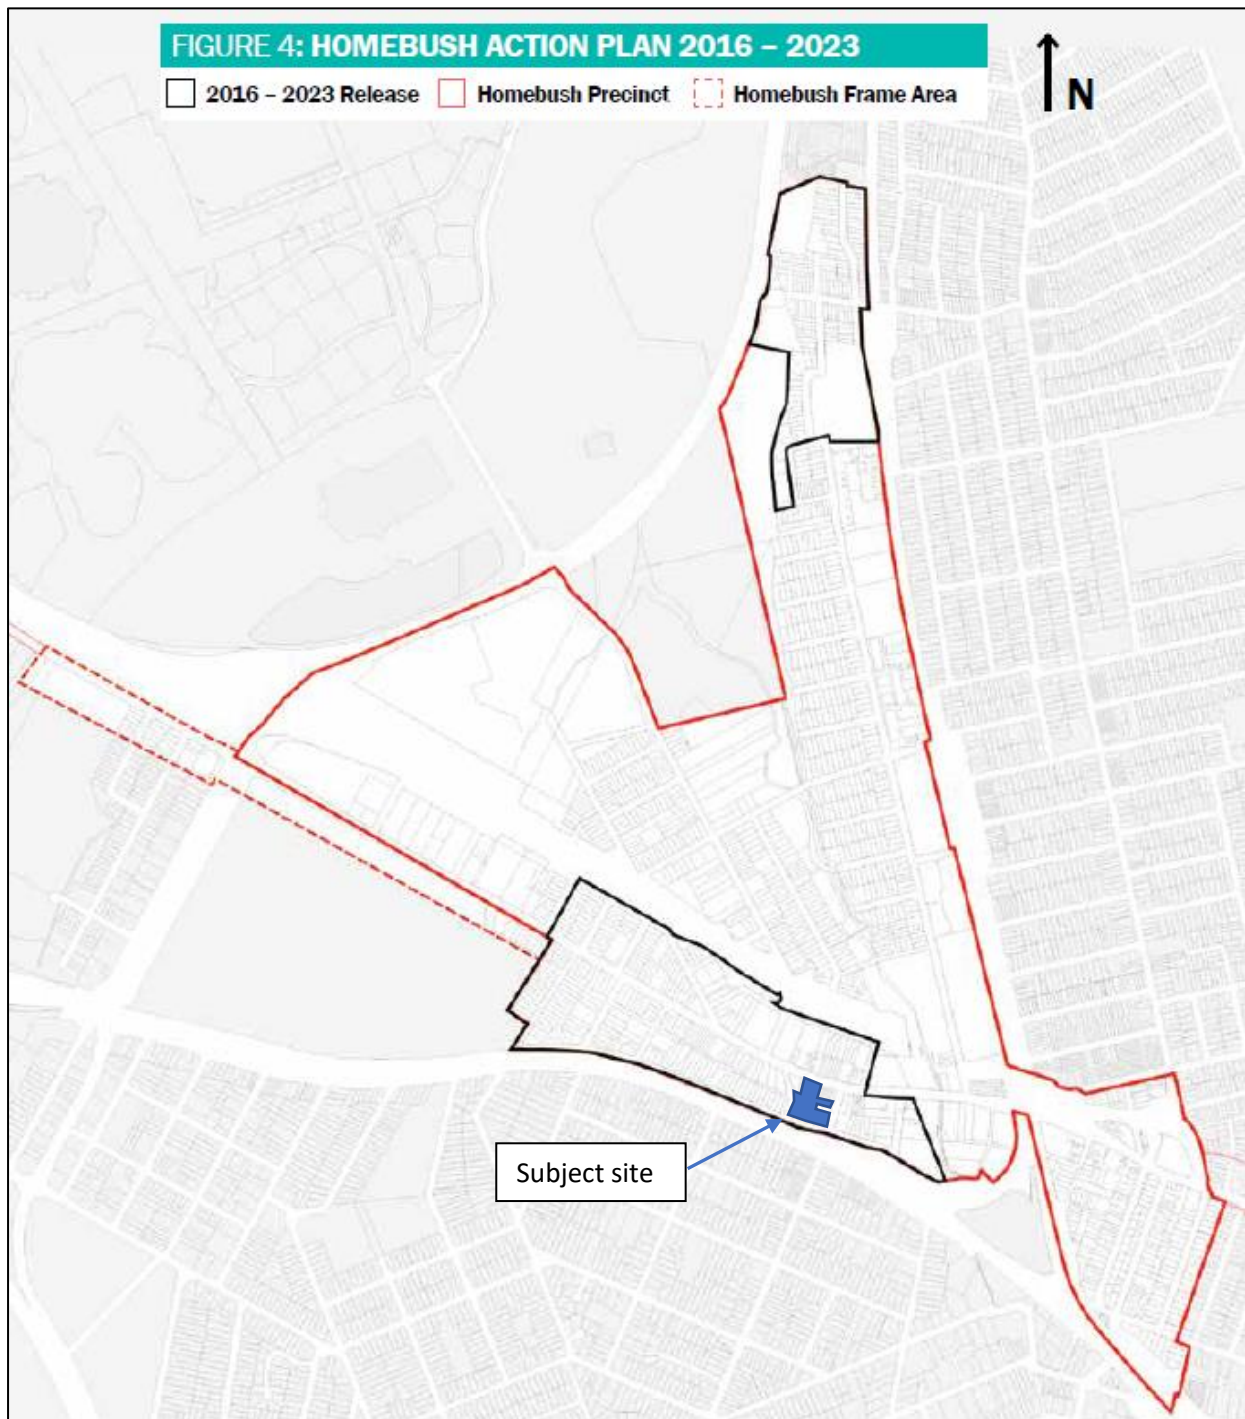 FIGURE 4: HOMEBUSH ACTION PLAN 2016 – 2023
2016 – 2023 Release Homebush Precinct Homebush Frame Area
N
Subject site